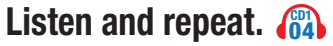 Listen and repeat. CD1 04